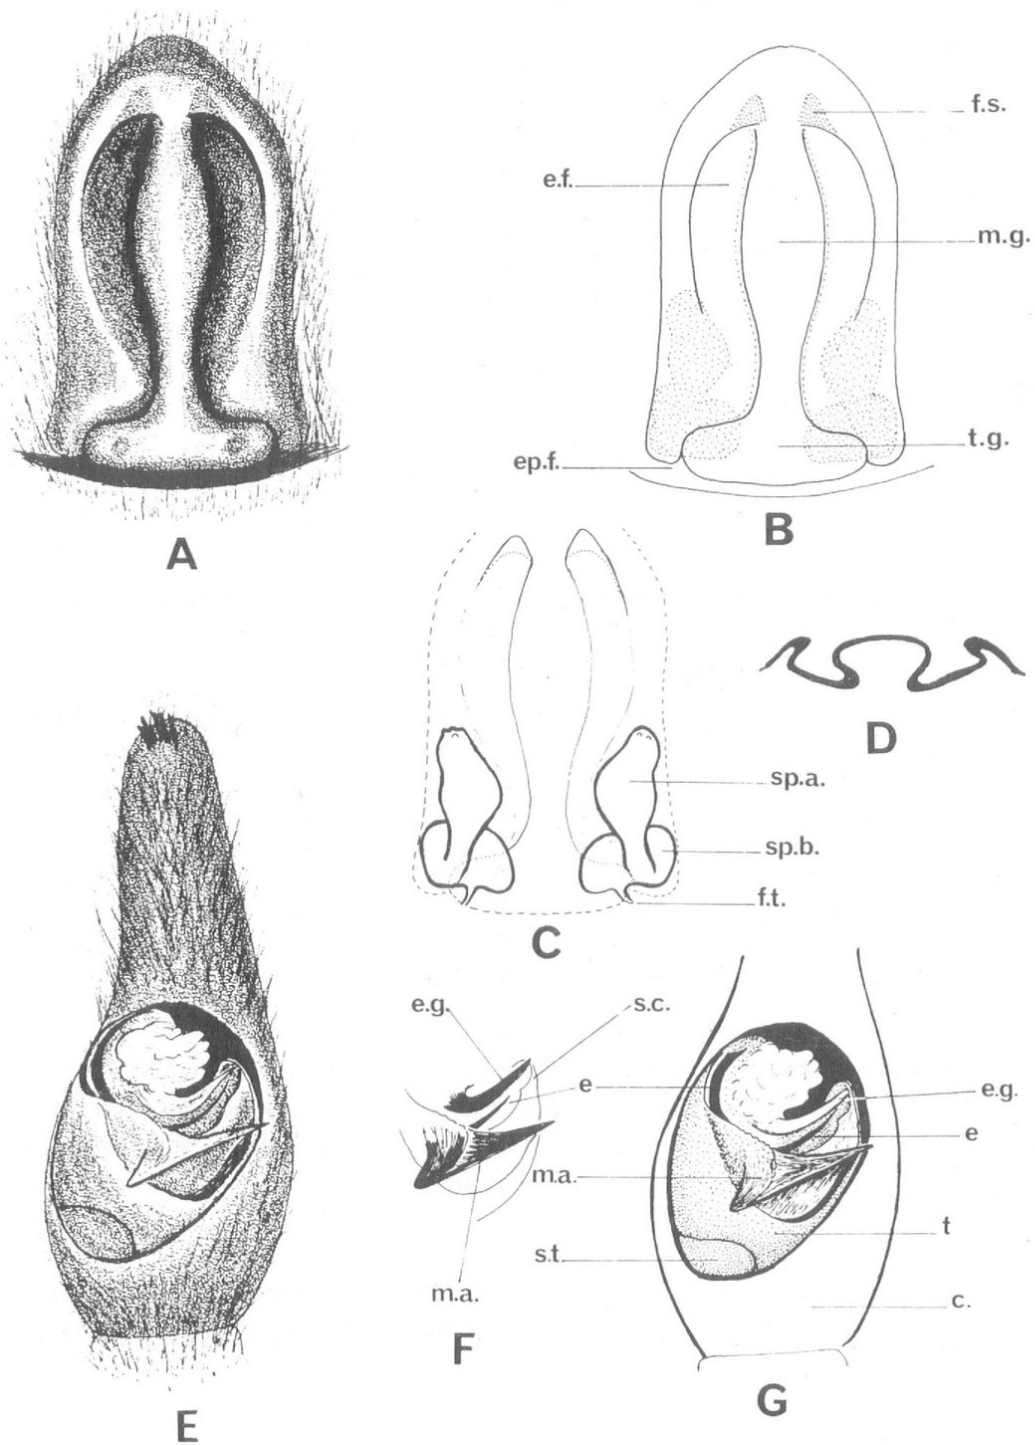 f.s.
e.f.
m.g.
t.g.
ep.f.
A
B
sp.a.
sp.b.
f.t.
C
D
e.g.
s.c.
e
m.a.
F
e.g.
e
m.a.
t
s.t.
c.
E
G